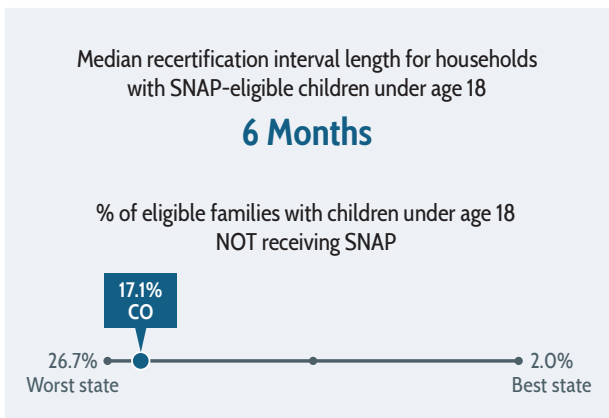 Median recertification interval length for households
with SNAP-eligible children under age 18
6 Months
% of eligible families with children under age 18
NOT receiving SNAP
17.1%
CO
26.7%
Worst state
2.0%
Best state